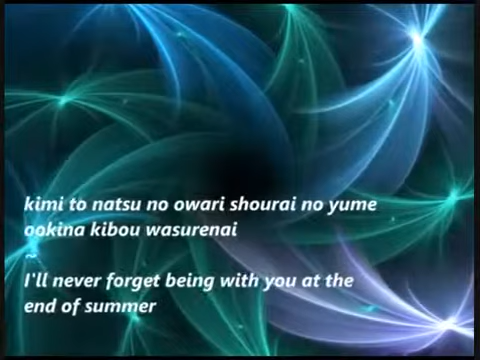 kimi to natsu no owari shourai no yume
ookina kibou wasurenai
~
I'll never forget being with you at the
end of summer